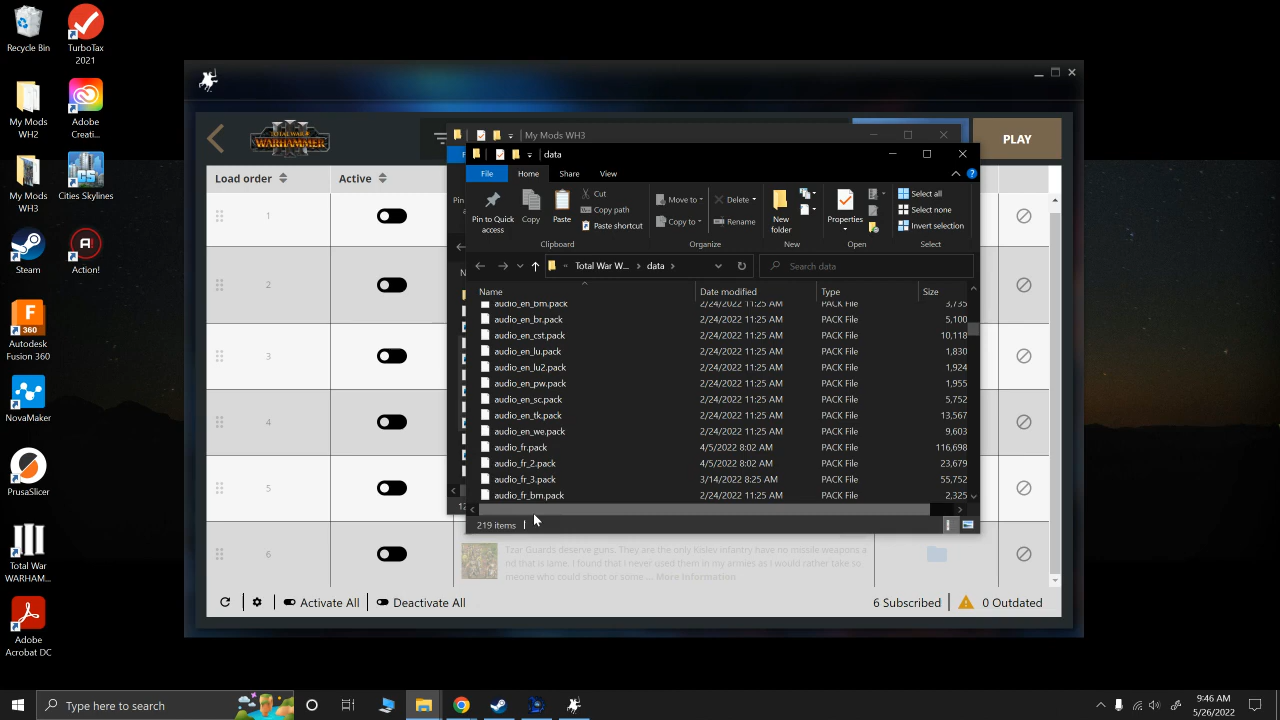 Recycle Bin
TurboTax
2021
My Mods
WH2
Adobe
Creati...
My Mods
WH3
Cities Skylines
Steam
Action!
Autodesk
Fusion 360
NovaMaker
PrusaSlicer
Total War
WARHAM...
Adobe
Acrobat DC
TOTAL WAR
WARHAMMER
III
PLAY
Load order
Active
1
2
3
4
5
6
My Mods WH3
data
File
Home
Share
View
Pin to Quick
access
Copy
Paste
Cut
Copy path
Paste shortcut
Clipboard
Move to
Copy to
Delete
Rename
Organize
New
folder
New
Properties
Open
Select all
Select none
Invert selection
Select
« Total War W... › data ›
Search data
Name
Date modified
Type
Size
audio_en_bm.pack 2/24/2022 11:25 AM PACK File 3,735
audio_en_br.pack 2/24/2022 11:25 AM PACK File 5,100
audio_en_cst.pack 2/24/2022 11:25 AM PACK File 10,118
audio_en_lu.pack 2/24/2022 11:25 AM PACK File 1,830
audio_en_lu2.pack 2/24/2022 11:25 AM PACK File 1,924
audio_en_pw.pack 2/24/2022 11:25 AM PACK File 1,955
audio_en_sc.pack 2/24/2022 11:25 AM PACK File 5,752
audio_en_tk.pack 2/24/2022 11:25 AM PACK File 13,567
audio_en_we.pack 2/24/2022 11:25 AM PACK File 9,603
audio_fr.pack 4/5/2022 8:02 AM PACK File 116,698
audio_fr_2.pack 4/5/2022 8:02 AM PACK File 23,679
audio_fr_3.pack 3/14/2022 8:25 AM PACK File 55,752
audio_fr_bm.pack 2/24/2022 11:25 AM PACK File 2,325
219 items
Tzar Guards deserve guns. They are the only Kislev infantry have no missile weapons a
nd that is lame. I found that I never used them in my armies as I would rather take so
meone who could shoot or some ... More Information
Activate All
Deactivate All
6 Subscribed
0 Outdated
Type here to search
9:46 AM
5/26/2022